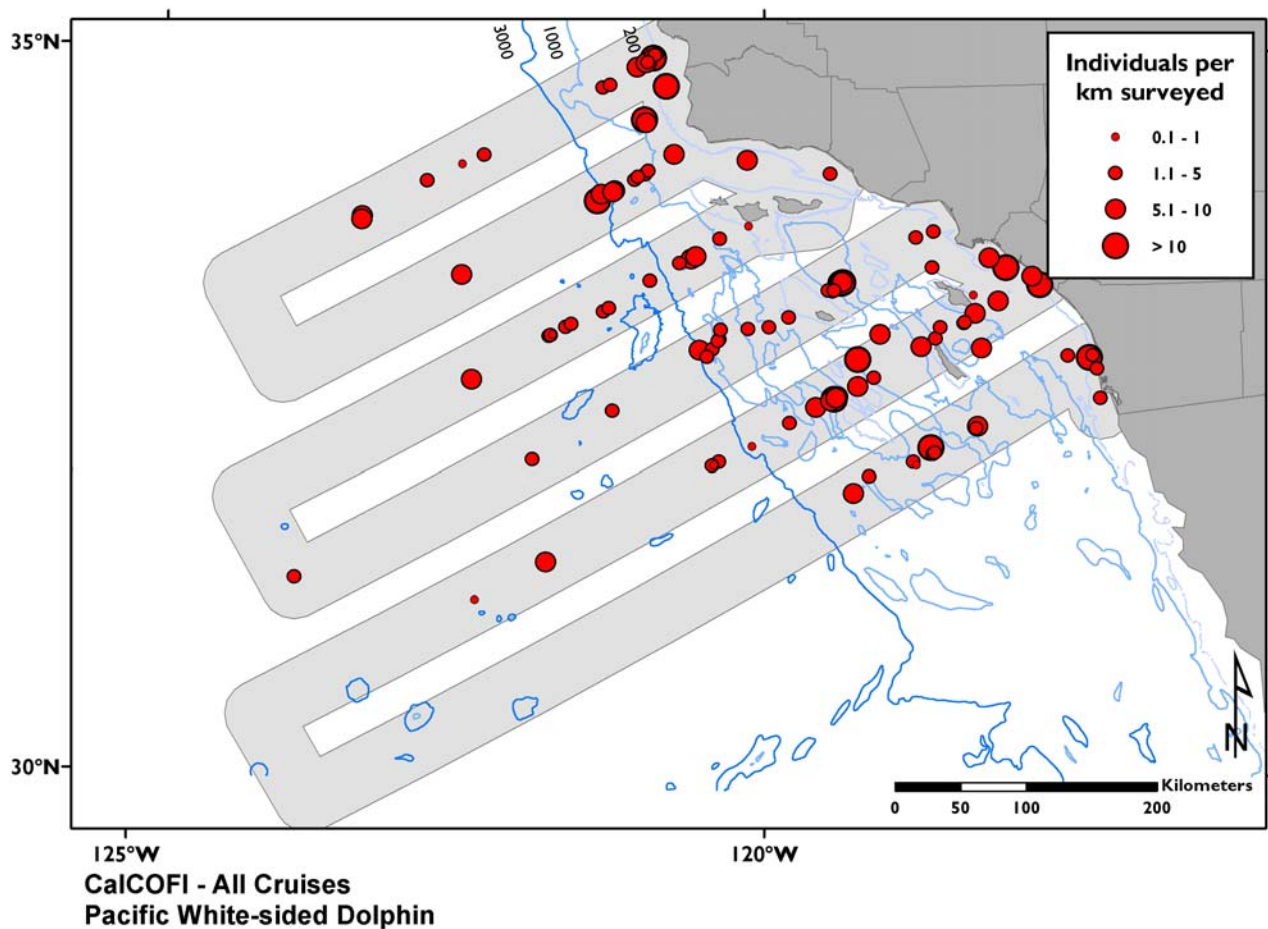 35°N
3000
1000
200
Individuals per
km surveyed
0.1 - 1
1.1 - 5
5.1 - 10
> 10
30°N
N
Kilometers
0 50 100 200
125°W
120°W
CalCOFI - All Cruises
Pacific White-sided Dolphin